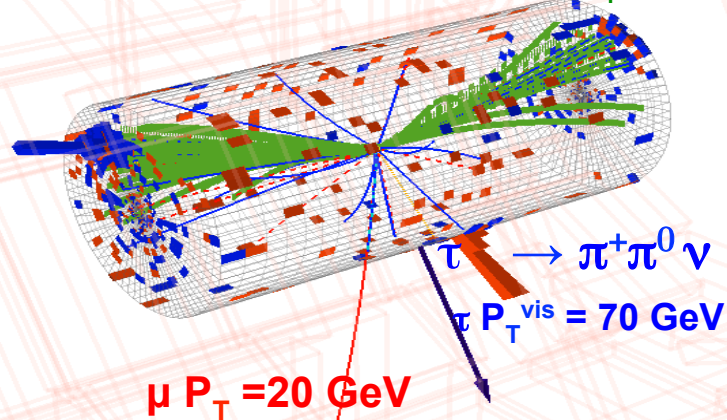 τ → π⁺π⁰ ν
τ P_T^vis = 70 GeV
μ P_T =20 GeV